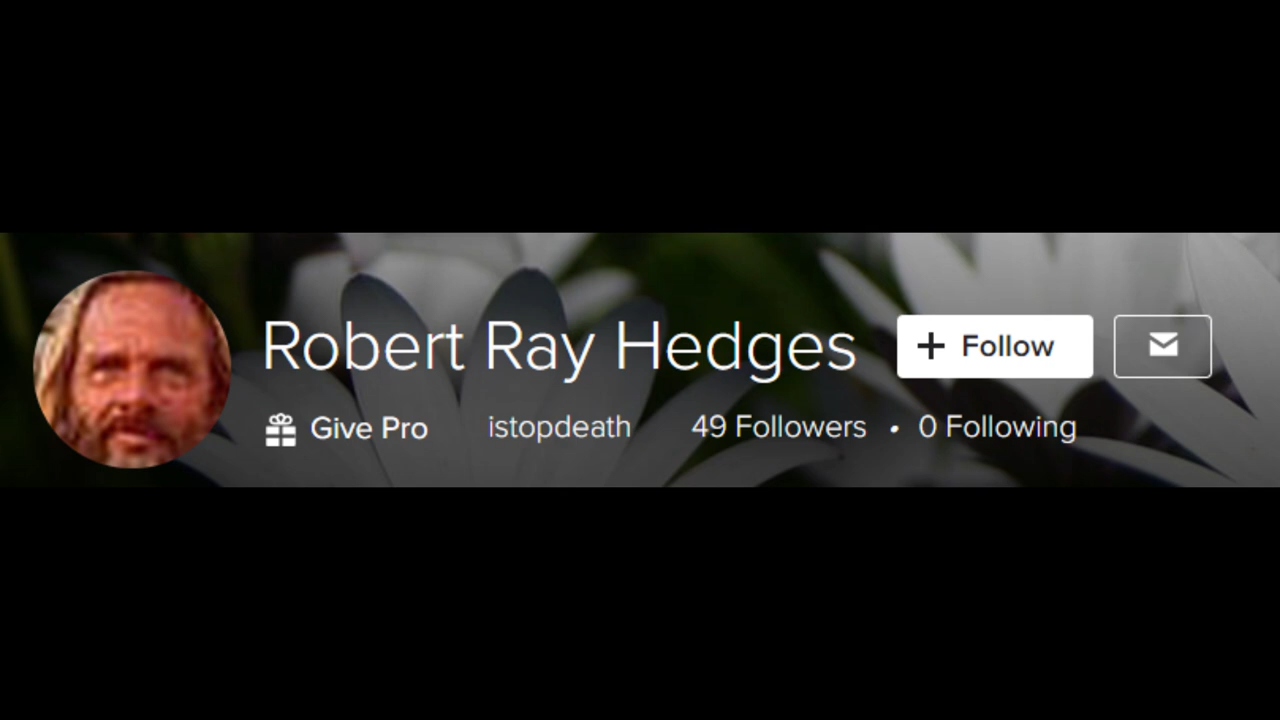 Robert Ray Hedges + Follow
Give Pro istopdeath 49 Followers • 0 Following